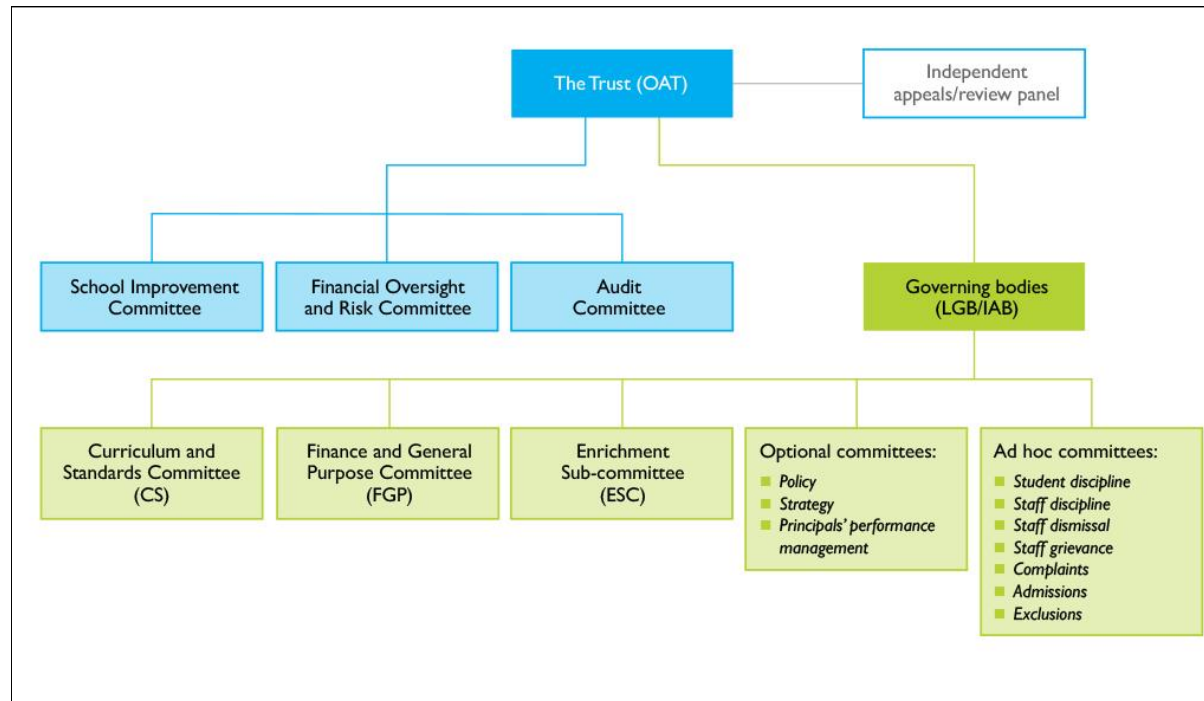 The Trust (OAT)
Independent
appeals/review panel
School Improvement
Committee
Financial Oversight
and Risk Committee
Audit
Committee
Governing bodies
(LGB/IAB)
Curriculum and
Standards Committee
(CS)
Finance and General
Purpose Committee
(FGP)
Enrichment
Sub-committee
(ESC)
Optional committees:
Policy
Strategy
Principals’ performance
management
Ad hoc committees:
Student discipline
Staff discipline
Staff dismissal
Staff grievance
Complaints
Admissions
Exclusions